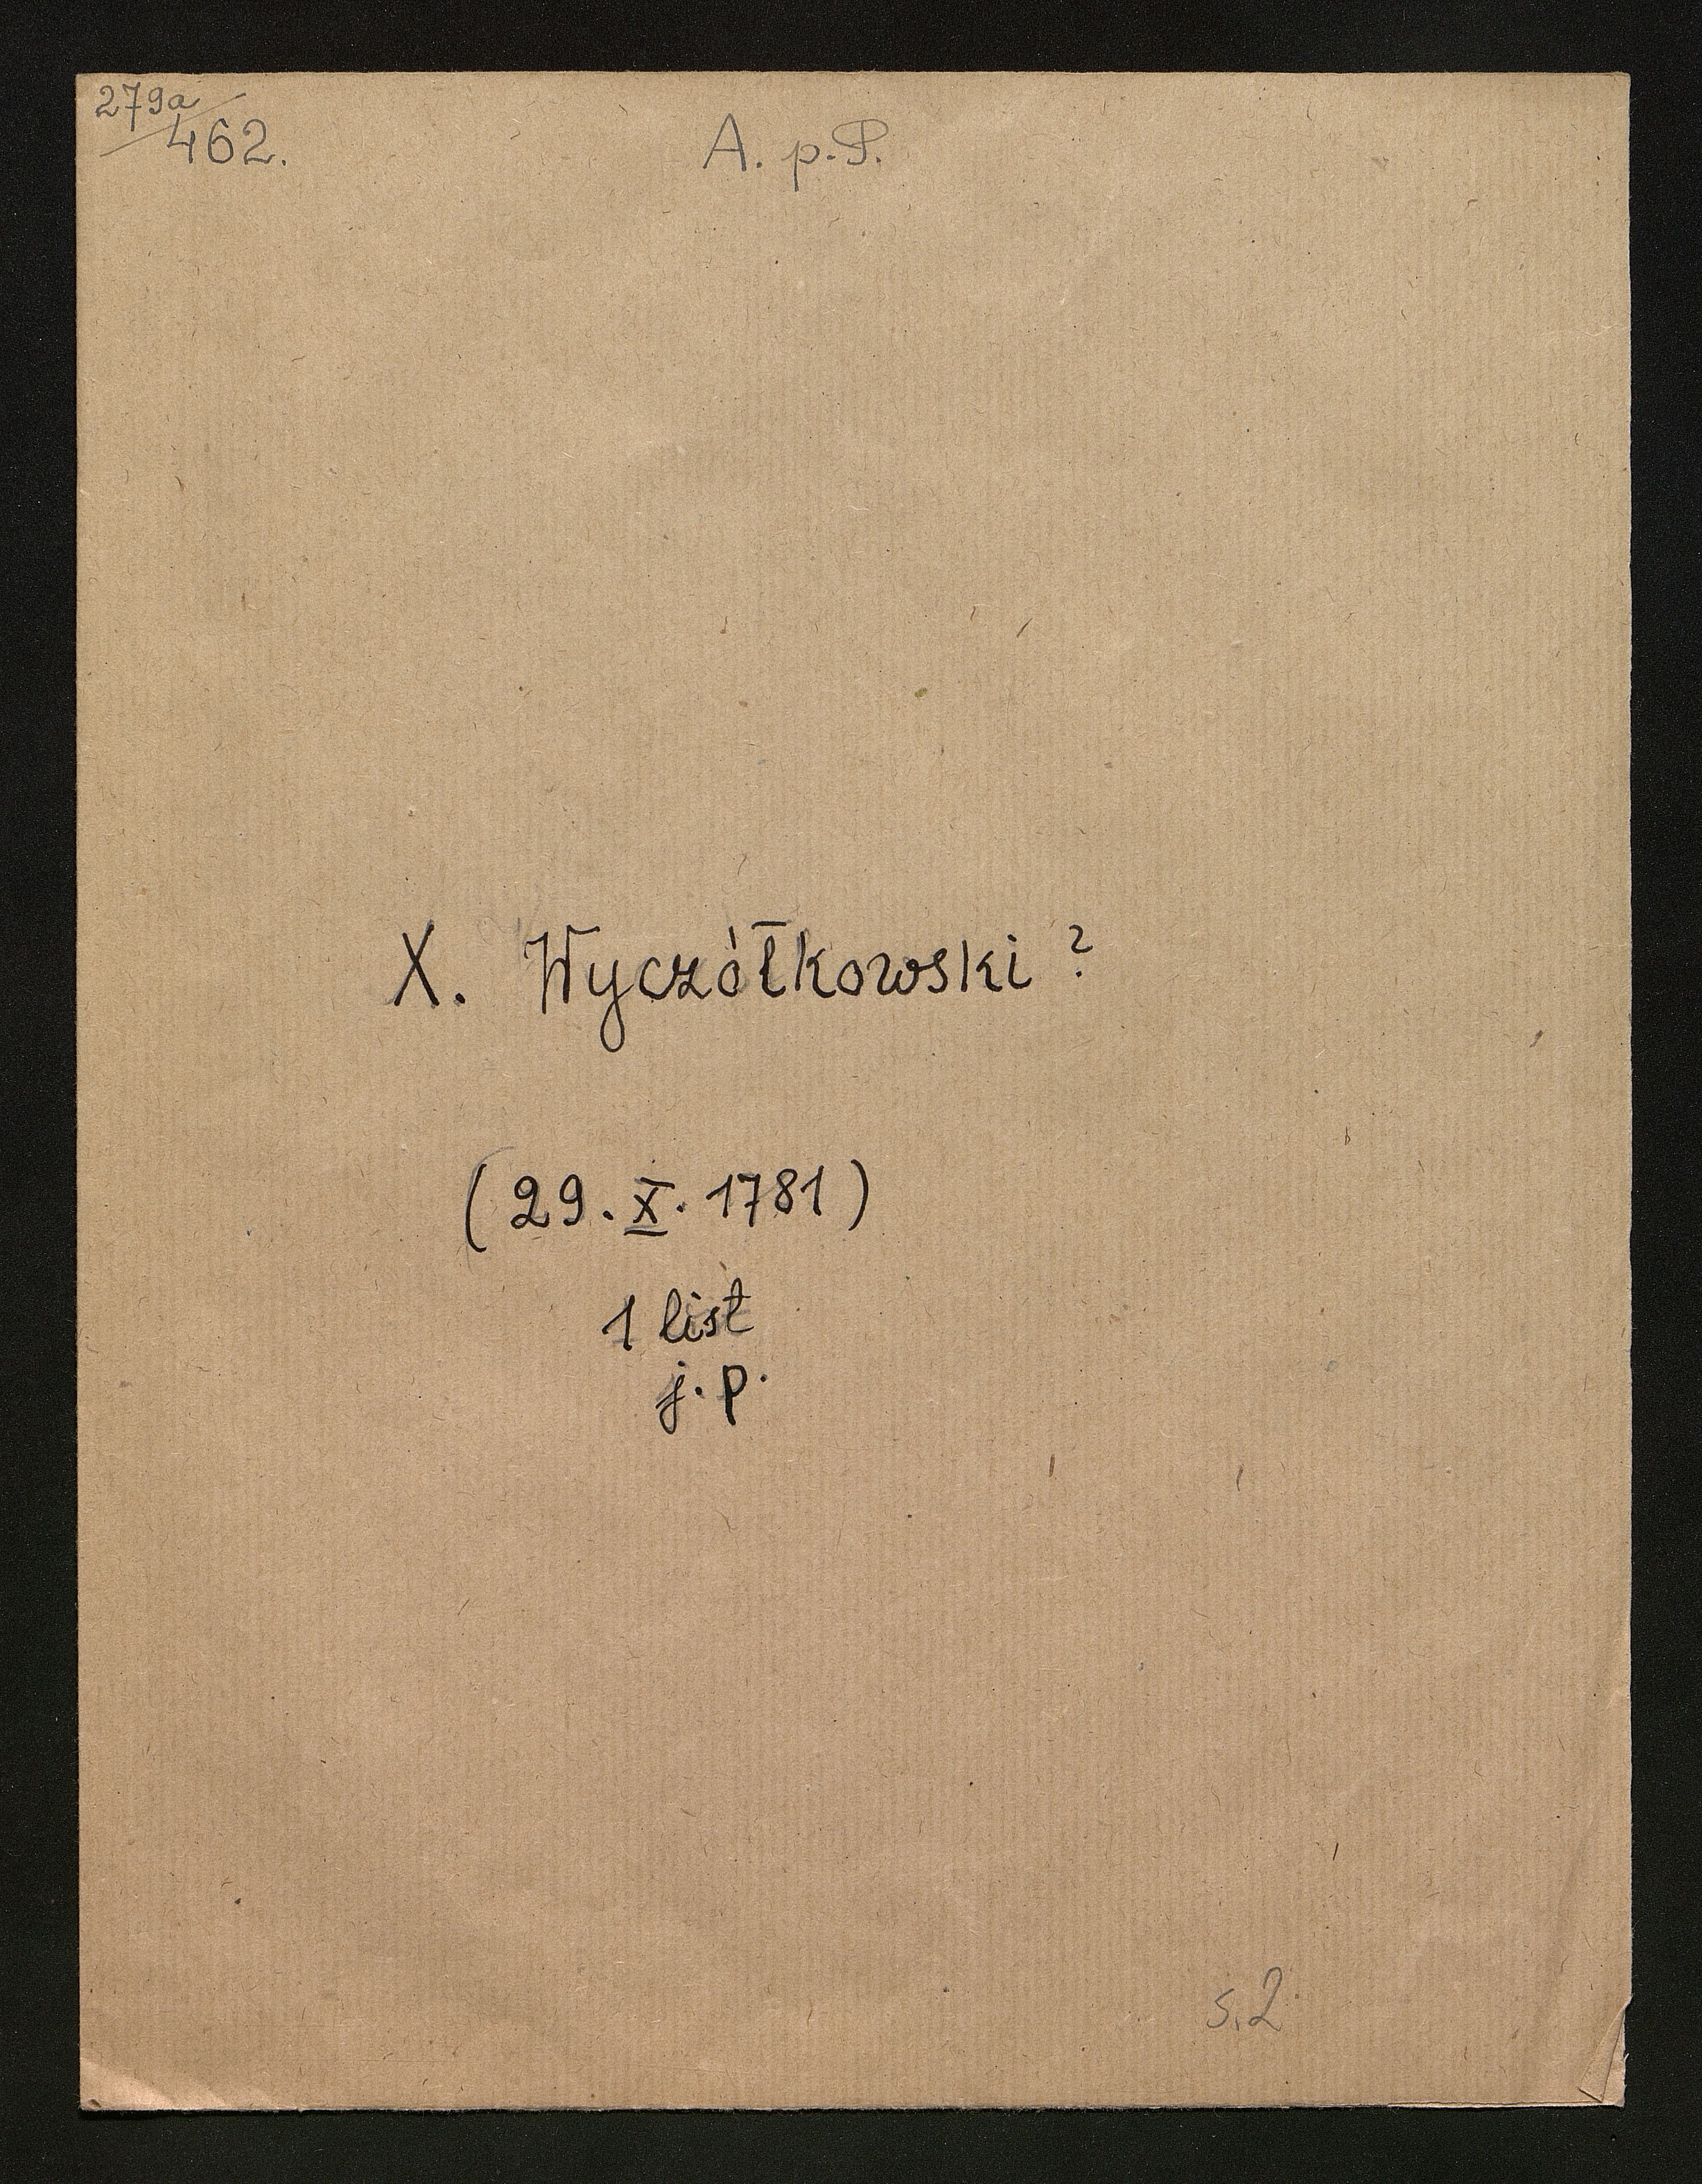 279a
462.
A. p. P.
X. Wyczółkowski ?
(29. X. 1781)
1 list
j. p.
s. 2